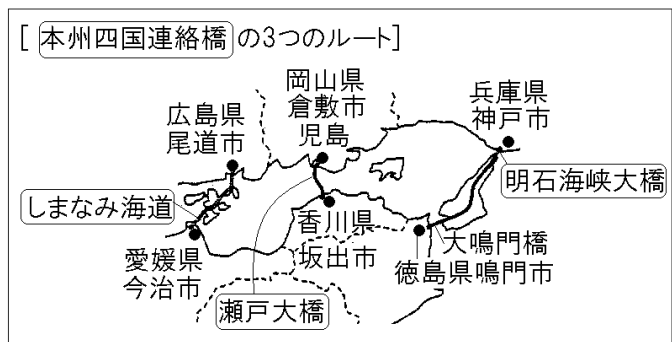 [本州四国連絡橋の3つのルート]
岡山県
倉敷市
児島
兵庫県
神戸市
広島県
尾道市
明石海峡大橋
しまなみ海道
香川県
坂出市
大鳴門橋
徳島県鳴門市
愛媛県
今治市
瀬戸大橋